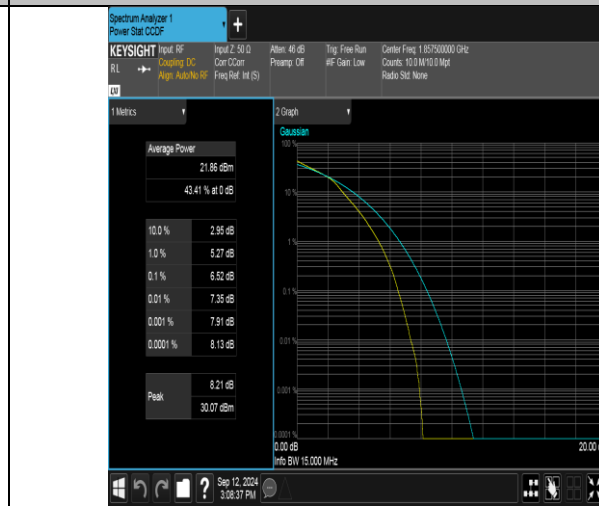 Spectrum Analyzer 1
Power Stat CCDF
+
KEYSIGHT Input: RF Input Z: 50 Ω Atten: 46 dB Trig: Free Run Center Freq: 1.857500000 GHz
RL Coupling: DC Corr CCorr Preamp: Off #IF Gain: Low Counts: 10.0 M/10.0 Mpt
Align: Auto/No RF Freq Ref: Int (S) Radio Std: None
1 Metrics
2 Graph
Gaussian
Average Power
21.86 dBm
43.41 % at 0 dB
10.0 % 2.95 dB
1.0 % 5.27 dB
0.1 % 6.52 dB
0.01 % 7.35 dB
0.001 % 7.91 dB
0.0001 % 8.13 dB
Peak
8.21 dB
30.07 dBm
100 %
10 %
1 %
0.1 %
0.01 %
0.001 %
0.0001 %
0.00 dB 20.00
Info BW 15.000 MHz
?
Sep 12, 2024
3:08:37 PM